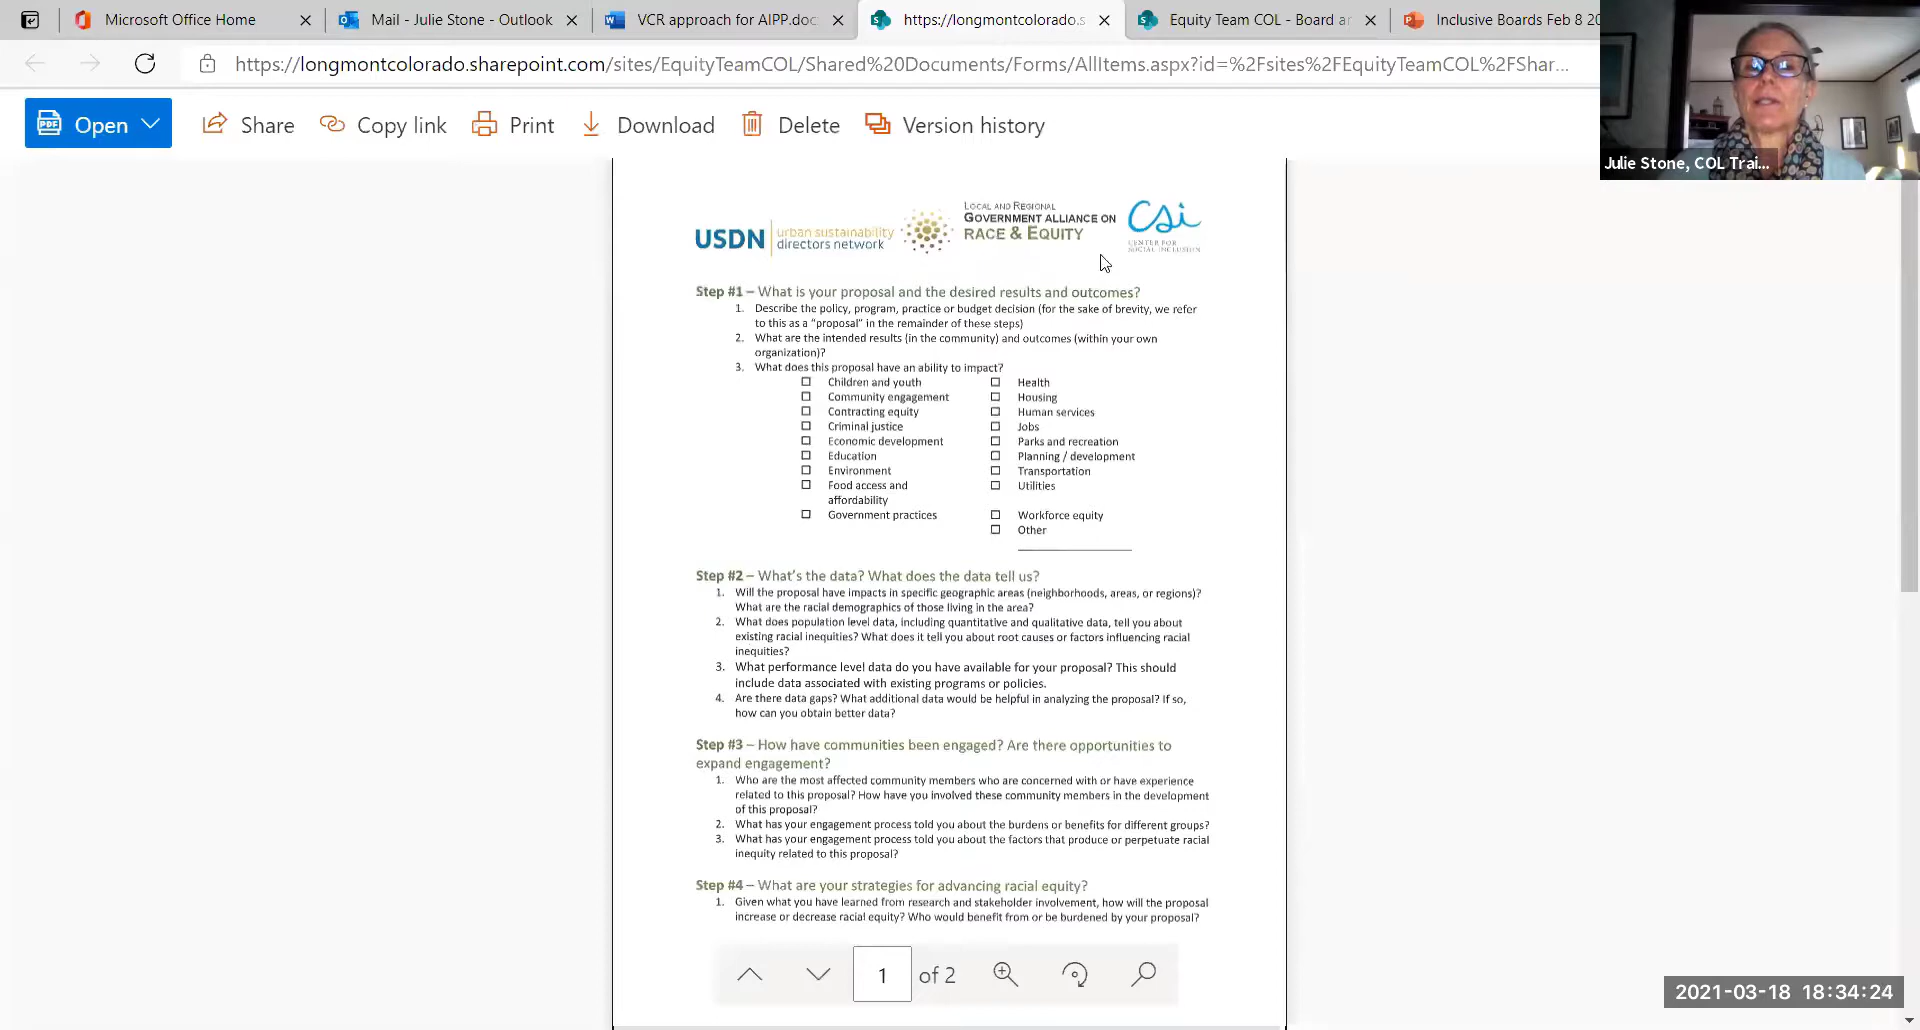 Microsoft Office Home
Mail - Julie Stone - Outlook
VCR approach for AIPP.doc
https://longmontcolorado.s
Equity Team COL - Board ar
Inclusive Boards Feb 8 20
https://longmontcolorado.sharepoint.com/sites/EquityTeamCOL/Shared%20Documents/Forms/AllItems.aspx?id=%2Fsites%2FEquityTeamCOL%2FShar...
PDF
Open
Share
Copy link
Print
Download
Delete
Version history
Julie Stone, COL Trai...
USDN
urban sustainability
directors network
LOCAL AND REGIONAL
GOVERNMENT ALLIANCE ON
RACE & EQUITY
CSi
CENTER FOR
SOCIAL INCLUSION
Step #1 – What is your proposal and the desired results and outcomes?
1. Describe the policy, program, practice or budget decision (for the sake of brevity, we refer
to this as a “proposal” in the remainder of these steps)
2. What are the intended results (in the community) and outcomes (within your own
organization)?
3. What does this proposal have an ability to impact?
Children and youth
Community engagement
Contracting equity
Criminal justice
Economic development
Education
Environment
Food access and
affordability
Government practices
Health
Housing
Human services
Jobs
Parks and recreation
Planning / development
Transportation
Utilities
Workforce equity
Other
Step #2 – What’s the data? What does the data tell us?
1. Will the proposal have impacts in specific geographic areas (neighborhoods, areas, or regions)?
What are the racial demographics of those living in the area?
2. What does population level data, including quantitative and qualitative data, tell you about
existing racial inequities? What does it tell you about root causes or factors influencing racial
inequities?
3. What performance level data do you have available for your proposal? This should
include data associated with existing programs or policies.
4. Are there data gaps? What additional data would be helpful in analyzing the proposal? If so,
how can you obtain better data?
Step #3 – How have communities been engaged? Are there opportunities to
expand engagement?
1. Who are the most affected community members who are concerned with or have experience
related to this proposal? How have you involved these community members in the development
of this proposal?
2. What has your engagement process told you about the burdens or benefits for different groups?
3. What has your engagement process told you about the factors that produce or perpetuate racial
inequity related to this proposal?
Step #4 – What are your strategies for advancing racial equity?
1. Given what you have learned from research and stakeholder involvement, how will the proposal
increase or decrease racial equity? Who would benefit from or be burdened by your proposal?
1 of 2
2021-03-18 18:34:24